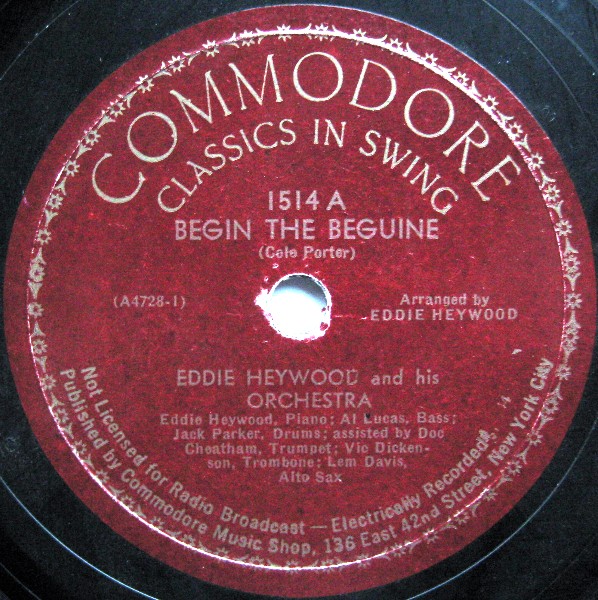 COMMODORE
CLASSICS IN SWING
1514 A
BEGIN THE BEGUINE
(Cole Porter)
(A4728-1)
Arranged by
EDDIE HEYWOOD
EDDIE HEYWOOD and his
ORCHESTRA
Eddie Heywood, Piano; Al Lucas, Bass;
Jack Parker, Drums; assisted by Doc
Cheatham, Trumpet; Vic Dicken-
son, Trombone; Lem Davis,
Alto Sax
Not Licensed for Radio Broadcast — Electrically Recorded.
Published by Commodore Music Shop, 136 East 42nd Street, New York City